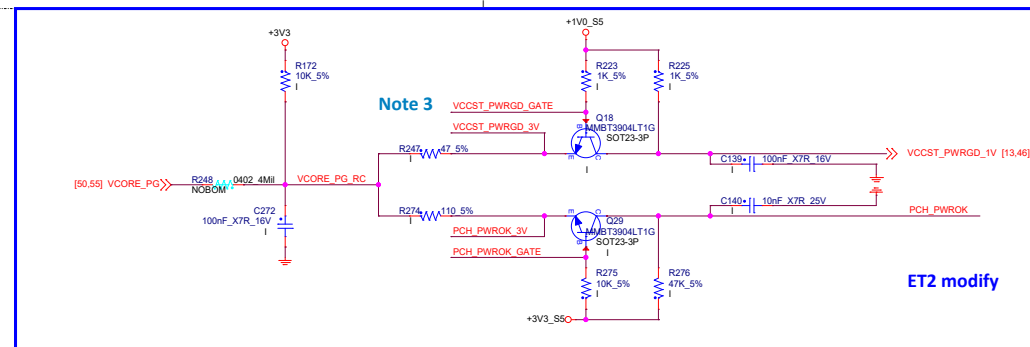 +3V3
+1V0_S5
R172
10K_5%
I
R223
1K_5%
I
R225
1K_5%
I
Note 3
VCCST_PWRGD_GATE
VCCST_PWRGD_3V
B
Q18
MMBT3904LT1G
SOT23-3P
E
C
I
R247
I
47_5%
VCCST_PWRGD_1V [13,46]
C139
I
100nF_X7R_16V
[50,55] VCORE_PG
R248
NOBOM
0402_4Mil
VCORE_PG_RC
C272
100nF_X7R_16V
I
R274
I
110_5%
C140
I
10nF_X7R_25V
PCH_PWROK
PCH_PWROK_3V
PCH_PWROK_GATE
E
C
Q29
MMBT3904LT1G
SOT23-3P
B
I
R275
10K_5%
I
R276
47K_5%
I
ET2 modify
+3V3_S5